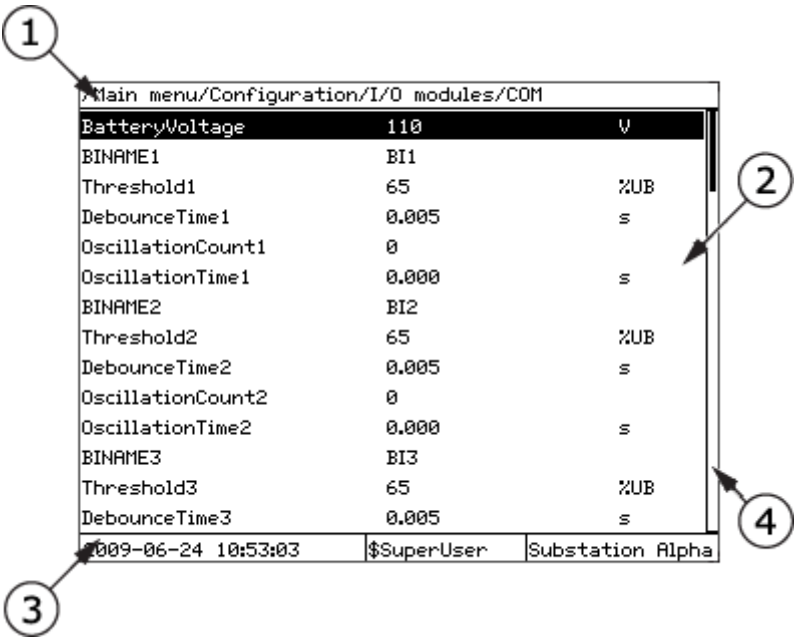 1
/Main menu/Configuration/I/O modules/COM
BatteryVoltage 110 V
BINAME1 BI1
Threshold1 65 %UB
2
DebounceTime1 0.005 s
OscillationCount1 0
OscillationTime1 0.000 s
BINAME2 BI2
Threshold2 65 %UB
DebounceTime2 0.005 s
OscillationCount2 0
OscillationTime2 0.000 s
BINAME3 BI3
Threshold3 65 %UB
DebounceTime3 0.005 s
4
2009-06-24 10:53:03 $SuperUser Substation Alpha
3